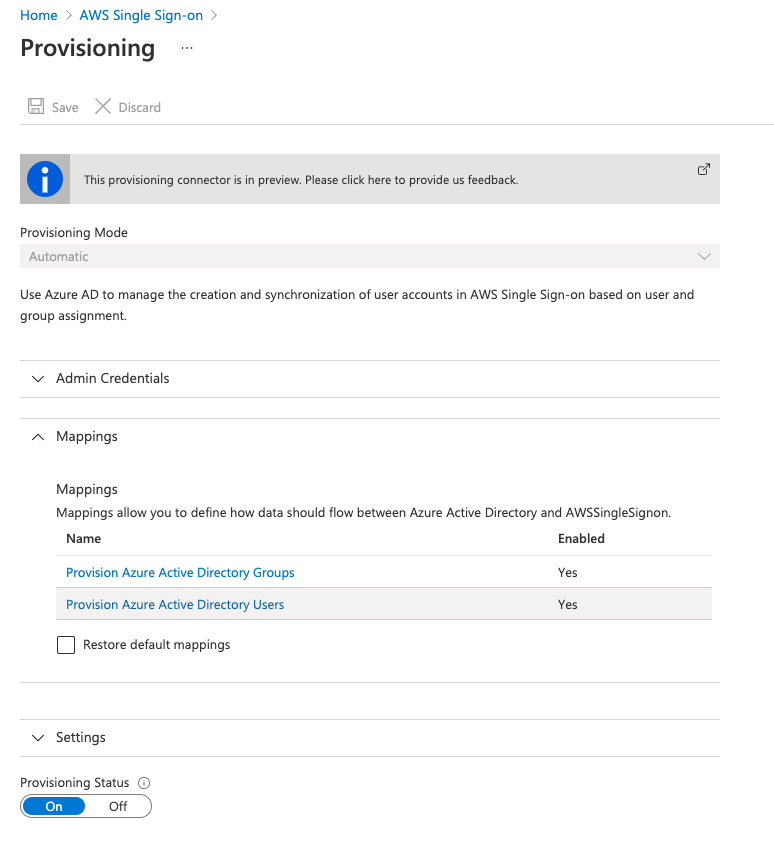 Home > AWS Single Sign-on >
Provisioning ...
Save Discard
This provisioning connector is in preview. Please click here to provide us feedback.
Provisioning Mode
Automatic
Use Azure AD to manage the creation and synchronization of user accounts in AWS Single Sign-on based on user and
group assignment.
Admin Credentials
Mappings
Mappings
Mappings allow you to define how data should flow between Azure Active Directory and AWSSingleSignon.
Name Enabled
Provision Azure Active Directory Groups Yes
Provision Azure Active Directory Users Yes
Restore default mappings
Settings
Provisioning Status
On Off